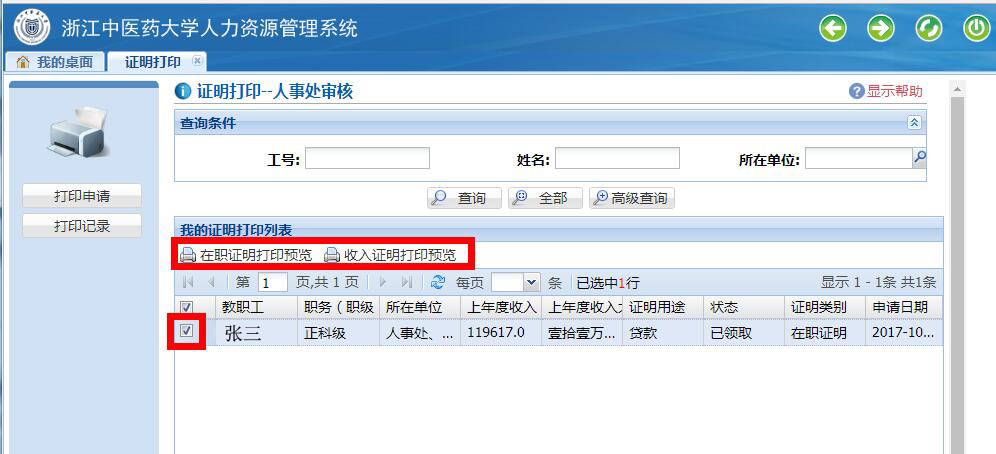 浙江中医药大学人力资源管理系统
我的桌面 证明打印
证明打印--人事处审核 显示帮助
查询条件
工号: 姓名: 所在单位:
打印申请
查询 全部 高级查询
打印记录
我的证明打印列表
在职证明打印预览 收入证明打印预览
第 1 页,共 1 页 每页 条 已选中1行 显示 1 - 1条 共1条
教职工 职务（职级 所在单位 上年度收入 上年度收入 证明用途 状态 证明类别 申请日期
张三 正科级 人事处、... 119617.0 壹拾壹万... 贷款 已领取 在职证明 2017-10...